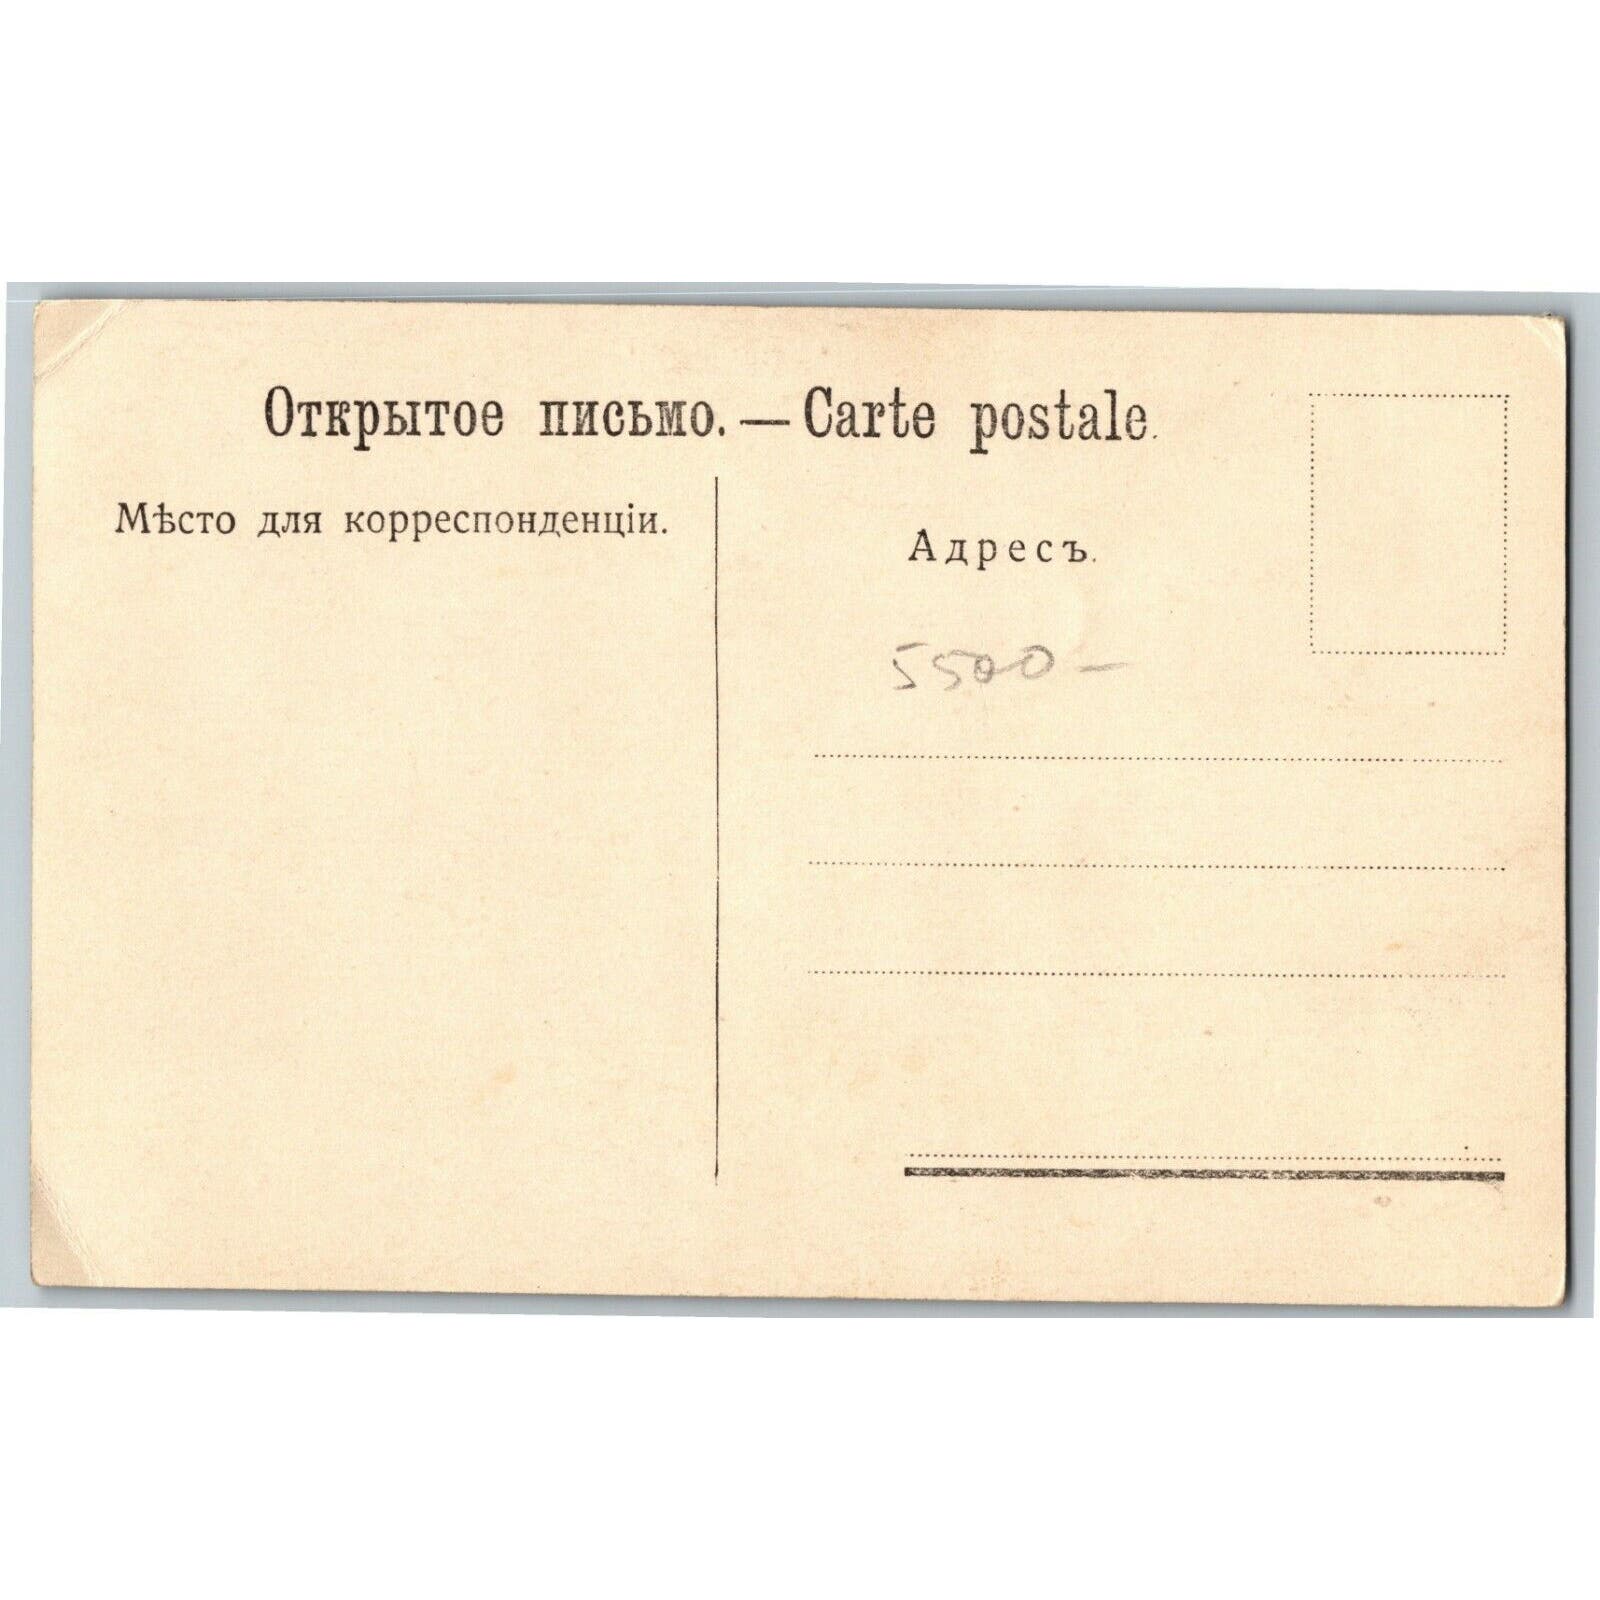 Открытое письмо. — Carte postale.
Мѣсто для корреспонденціи.
Адресъ.
5500 –